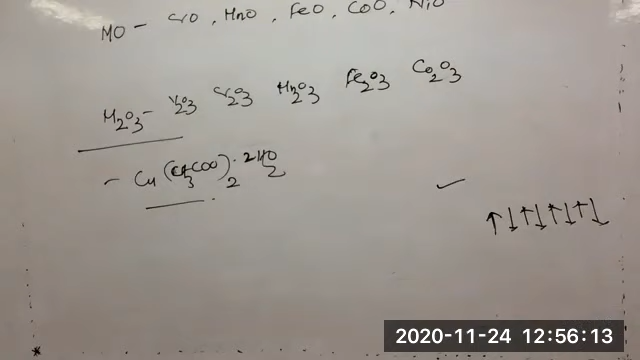 MO – CrO, MnO, FeO, CoO, NiO
M₂O₃ – V₂O₃ Cr₂O₃ Mn₂O₃ Fe₂O₃ Co₂O₃
– Cu(CH₃COO)₂·2H₂O
✓
↑↓↑↓↑↓↑↓
*
2020-11-24 12:56:13